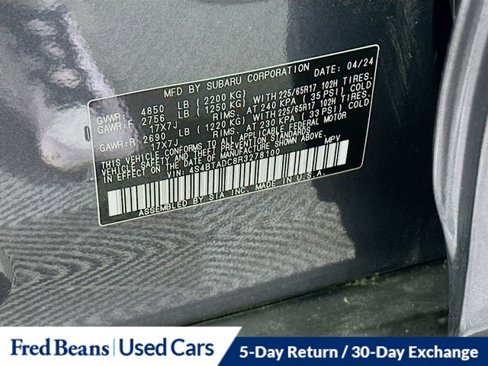 MFD BY SUBARU CORPORATION DATE: 04/24
GWVR: 4850 LB (2200 KG)
GAWR:F 2756 LB (1250 KG) WITH 225/65R17 102H TIRES.
17X7J RIMS. AT 240 KPA (35 PSI) COLD
GAWR:R 2690 LB (1220 KG) WITH 225/65R17 102H TIRES.
17X7J RIMS. AT 230 KPA (33 PSI) COLD
THIS VEHICLE CONFORMS TO ALL APPLICABLE FEDERAL MOTOR
VEHICLE SAFETY AND THEFT PREVENTION STANDARDS
IN EFFECT ON THE DATE OF MANUFACTURE SHOWN ABOVE.
VIN: 4S4BTADC8R3278100 MPV
ASSEMBLED BY SIA INC. MADE IN U.S.A.
Fred Beans | Used Cars 5-Day Return / 30-Day Exchange